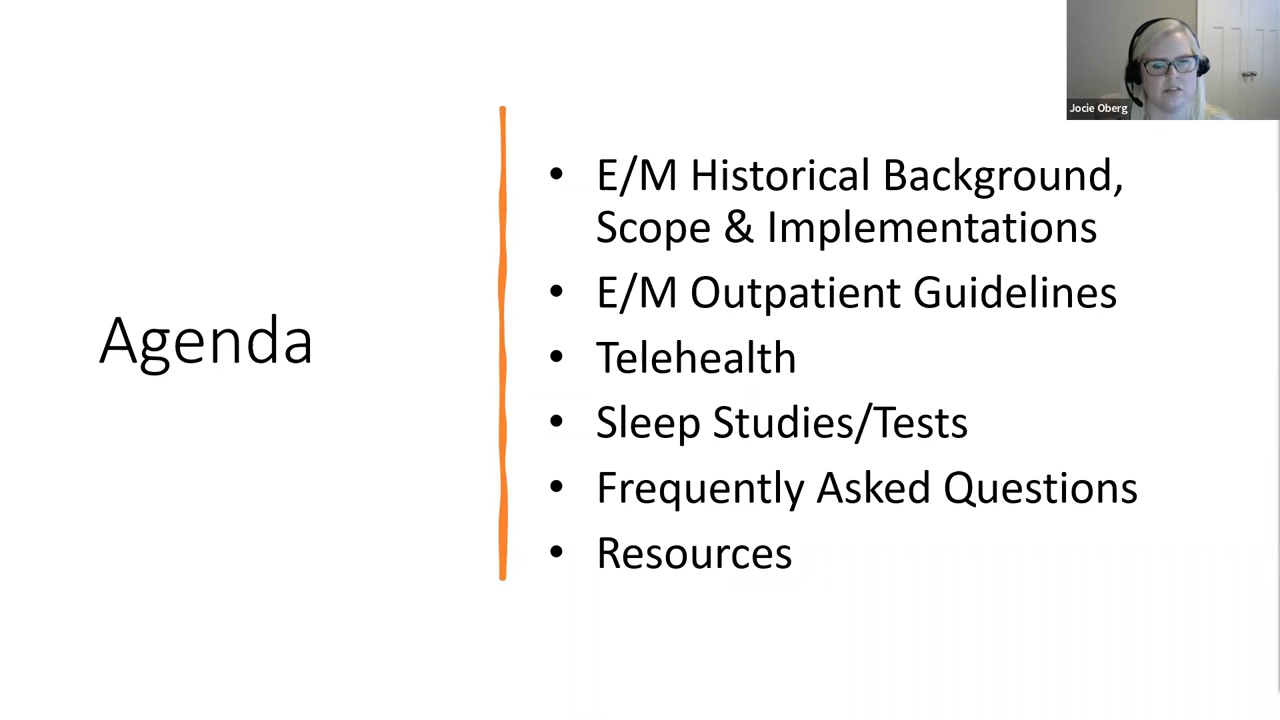 Jocie Oberg
Agenda
• E/M Historical Background,
Scope & Implementations
• E/M Outpatient Guidelines
• Telehealth
• Sleep Studies/Tests
• Frequently Asked Questions
• Resources